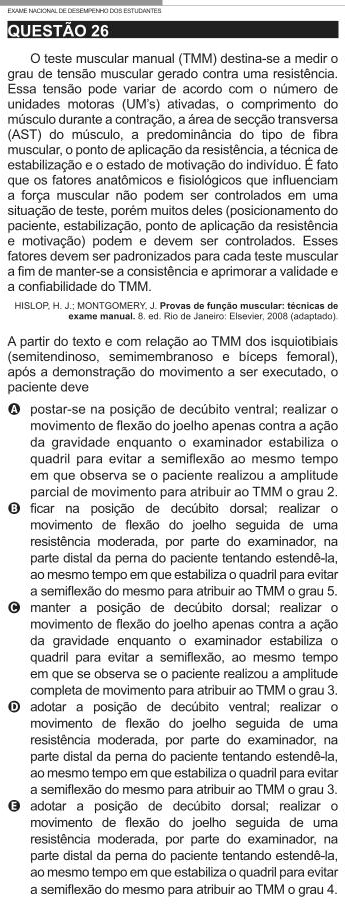 EXAME NACIONAL DE DESEMPENHO DOS ESTUDANTES
QUESTÃO 26
O teste muscular manual (TMM) destina-se a medir o
grau de tensão muscular gerado contra uma resistência.
Essa tensão pode variar de acordo com o número de
unidades motoras (UM's) ativadas, o comprimento do
músculo durante a contração, a área de secção transversa
(AST) do músculo, a predominância do tipo de fibra
muscular, o ponto de aplicação da resistência, a técnica de
estabilização e o estado de motivação do indivíduo. É fato
que os fatores anatômicos e fisiológicos que influenciam
a força muscular não podem ser controlados em uma
situação de teste, porém muitos deles (posicionamento do
paciente, estabilização, ponto de aplicação da resistência
e motivação) podem e devem ser controlados. Esses
fatores devem ser padronizados para cada teste muscular
a fim de manter-se a consistência e aprimorar a validade e
a confiabilidade do TMM.
HISLOP, H. J.; MONTGOMERY, J. Provas de função muscular: técnicas de
exame manual. 8. ed. Rio de Janeiro: Elsevier, 2008 (adaptado).
A partir do texto e com relação ao TMM dos isquiotibiais
(semitendinoso, semimembranoso e bíceps femoral),
após a demonstração do movimento a ser executado, o
paciente deve
A postar-se na posição de decúbito ventral; realizar o
movimento de flexão do joelho apenas contra a ação
da gravidade enquanto o examinador estabiliza o
quadril para evitar a semiflexão ao mesmo tempo
em que observa se o paciente realizou a amplitude
parcial de movimento para atribuir ao TMM o grau 2.
B ficar na posição de decúbito dorsal; realizar o
movimento de flexão do joelho seguida de uma
resistência moderada, por parte do examinador, na
parte distal da perna do paciente tentando estendê-la,
ao mesmo tempo em que estabiliza o quadril para evitar
a semiflexão do mesmo para atribuir ao TMM o grau 5.
C manter a posição de decúbito dorsal; realizar o
movimento de flexão do joelho apenas contra a ação
da gravidade enquanto o examinador estabiliza o
quadril para evitar a semiflexão, ao mesmo tempo
em que se observa se o paciente realizou a amplitude
completa de movimento para atribuir ao TMM o grau 3.
D adotar a posição de decúbito ventral; realizar o
movimento de flexão do joelho seguida de uma
resistência moderada, por parte do examinador, na
parte distal da perna do paciente tentando estendê-la,
ao mesmo tempo em que estabiliza o quadril para evitar
a semiflexão do mesmo para atribuir ao TMM o grau 3.
E adotar a posição de decúbito dorsal; realizar o
movimento de flexão do joelho seguida de uma
resistência moderada, por parte do examinador, na
parte distal da perna do paciente tentando estendê-la,
ao mesmo tempo em que estabiliza o quadril para evitar
a semiflexão do mesmo para atribuir ao TMM o grau 4.